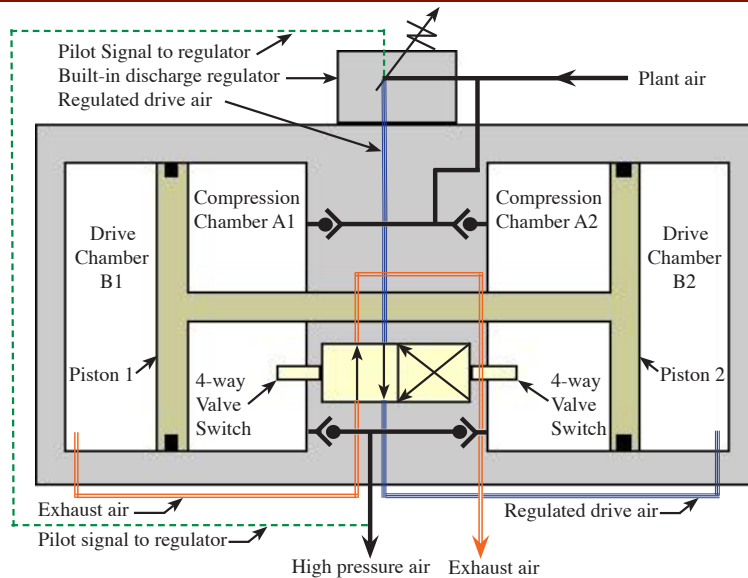 Pilot Signal to regulator
Built-in discharge regulator
Regulated drive air
Plant air
Compression
Chamber A1
Compression
Chamber A2
Drive
Chamber
B1
Drive
Chamber
B2
Piston 1
4-way
Valve
Switch
4-way
Valve
Switch
Piston 2
Exhaust air
Regulated drive air
Pilot signal to regulator
High pressure air
Exhaust air